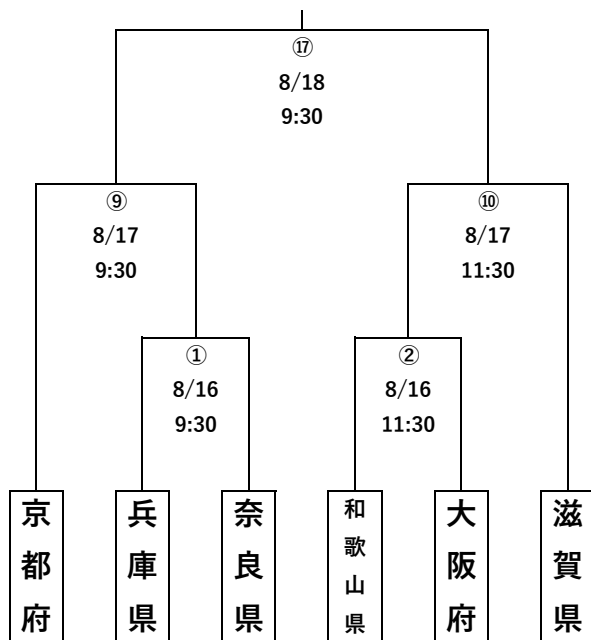 ⑰
8/18
9:30
⑨
8/17
9:30
⑩
8/17
11:30
①
8/16
9:30
②
8/16
11:30
京都府
兵庫県
奈良県
和歌山県
大阪府
滋賀県